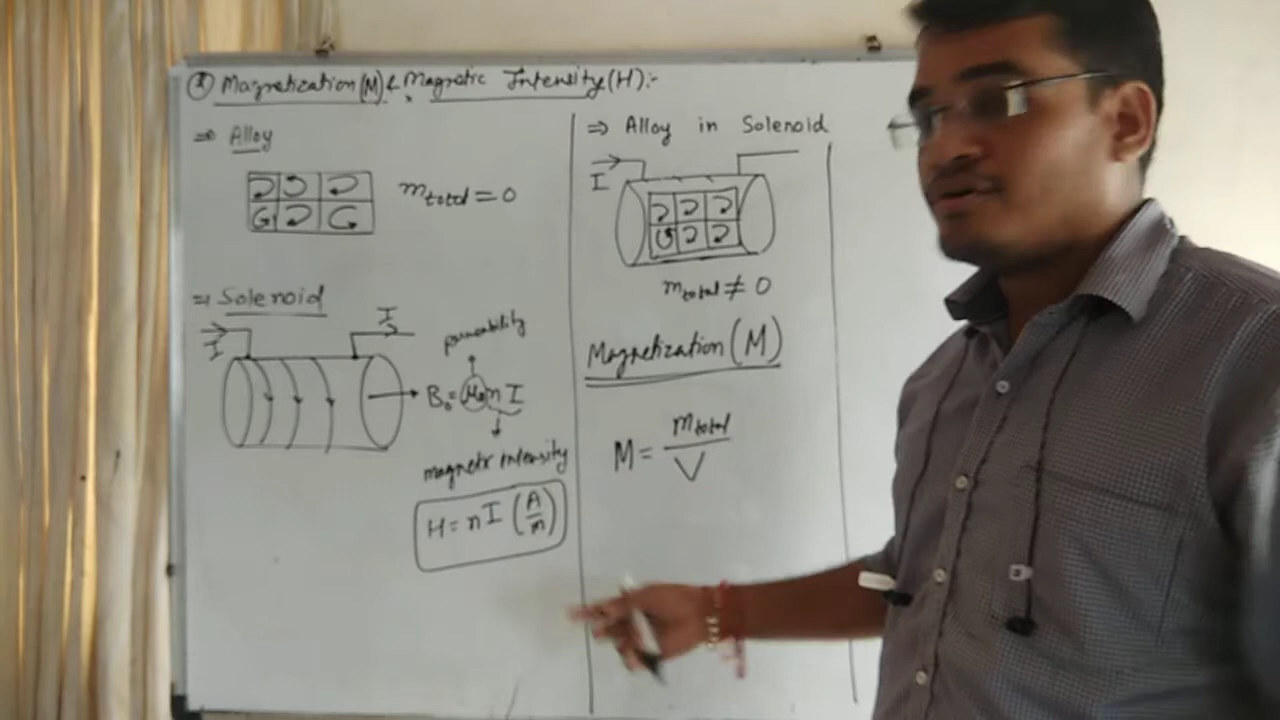 ① Magnetization (M) & Magnetic Intensity (H):-
⇒ Alloy
m_total = 0
⇒ Solenoid
I
I
permeability
B₀ = μ₀ n I
magnetic intensity
H = nI (A/m)
⇒ Alloy in Solenoid
I
m_total ≠ 0
Magnetization (M)
M = m_total / V